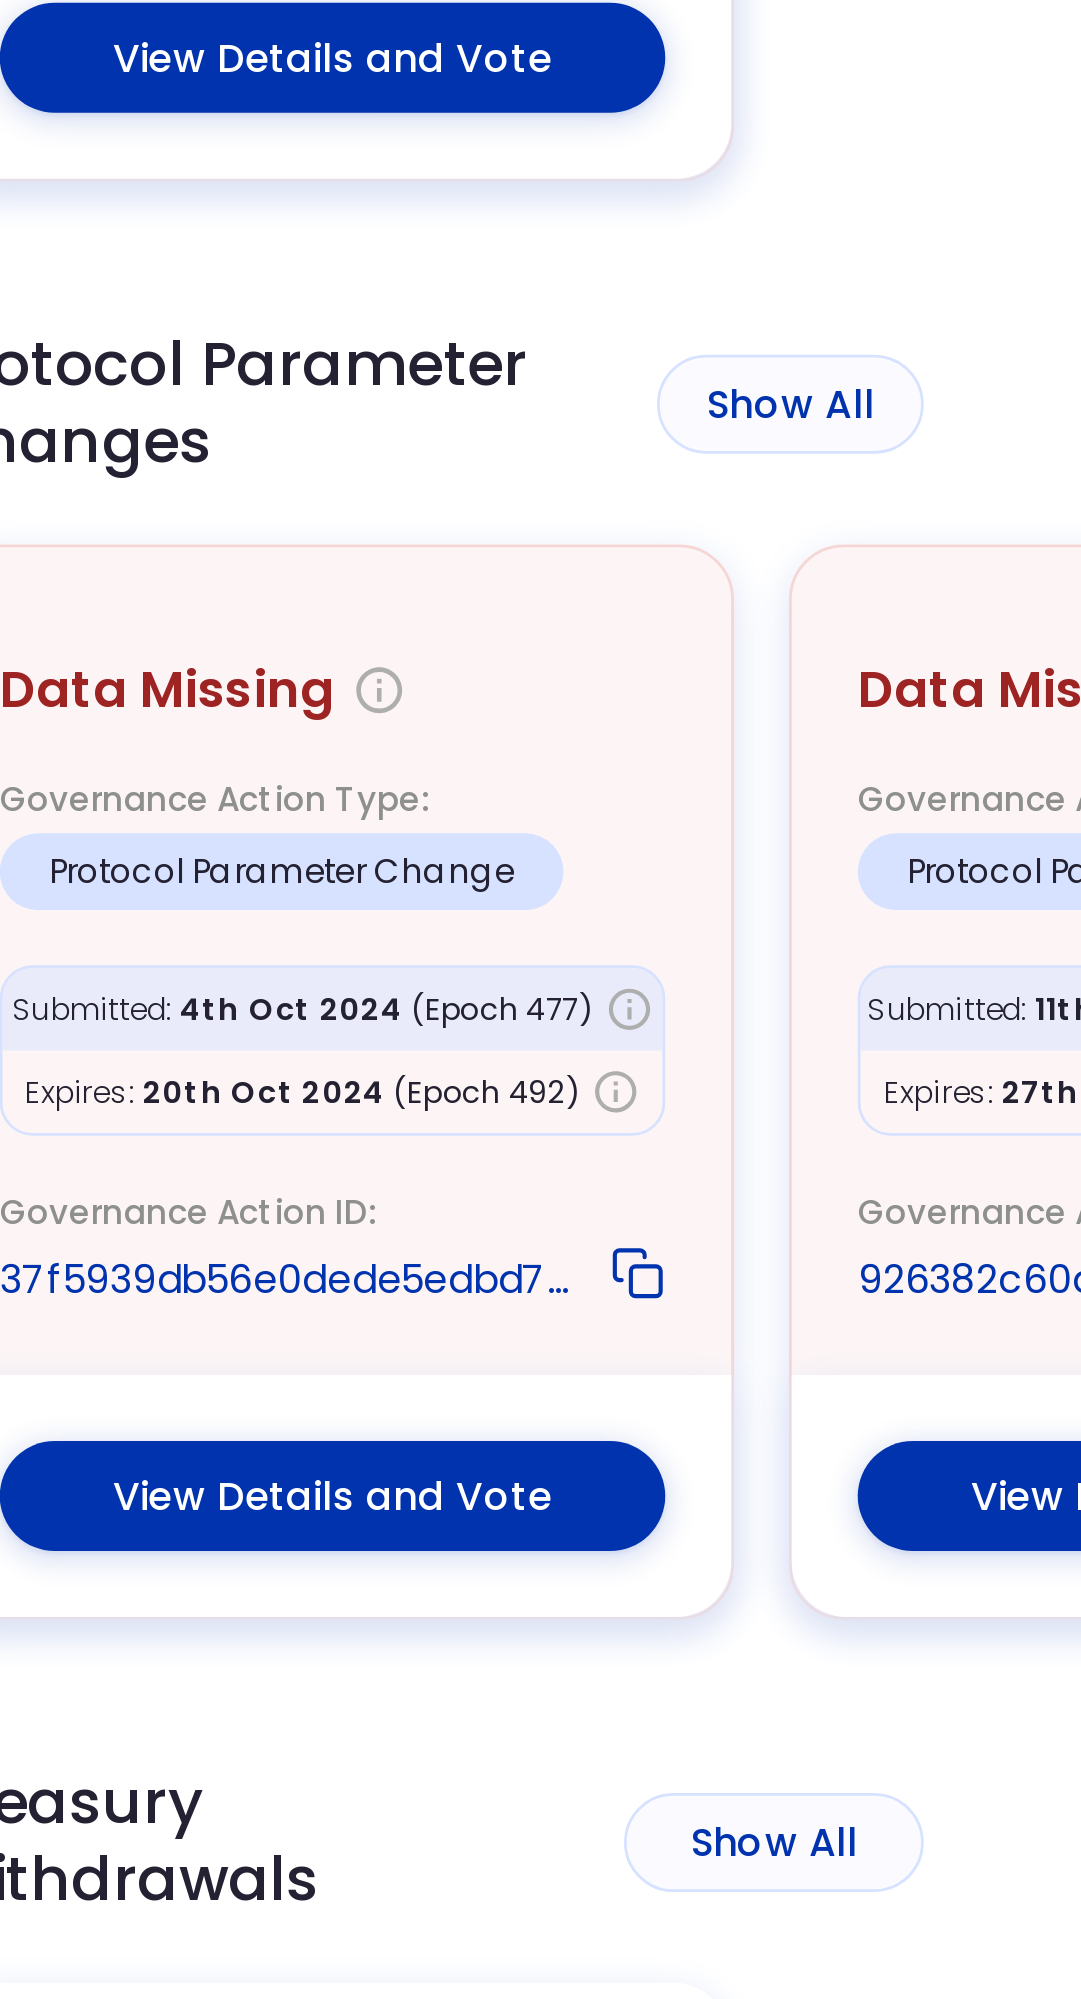 View Details and Vote
otocol Parameter
hanges
Show All
Data Missing
Governance Action Type:
Protocol Parameter Change
Submitted: 4th Oct 2024 (Epoch 477)
Expires: 20th Oct 2024 (Epoch 492)
Governance Action ID:
37f5939db56e0dede5edbd7...
View Details and Vote
Data Mis
Governance A
Protocol Pa
Submitted: 11th
Expires: 27th
Governance A
926382c60c
View
easury
ithdrawals
Show All